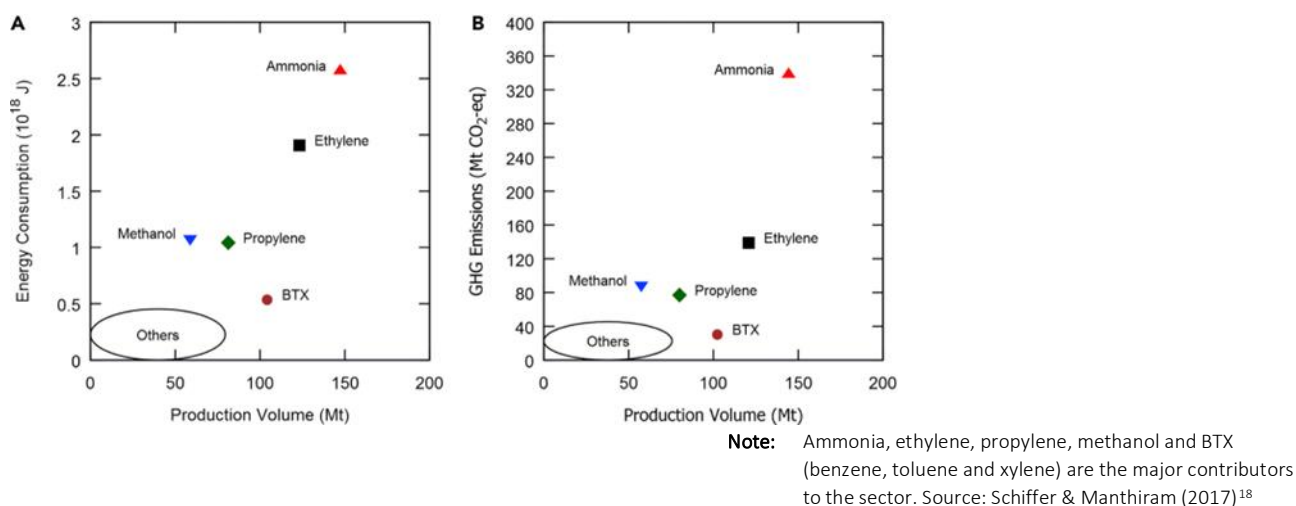 A
Energy Consumption (10¹⁸ J)
3
2.5
2
1.5
1
0.5
0
Ammonia
Ethylene
Methanol
Propylene
BTX
Others
0 50 100 150 200
Production Volume (Mt)
B
GHG Emissions (Mt CO₂-eq)
400
360
320
280
240
200
160
120
80
40
0
Ammonia
Ethylene
Methanol
Propylene
BTX
Others
0 50 100 150 200
Production Volume (Mt)
Note: Ammonia, ethylene, propylene, methanol and BTX
(benzene, toluene and xylene) are the major contributors
to the sector. Source: Schiffer & Manthiram (2017)¹⁸